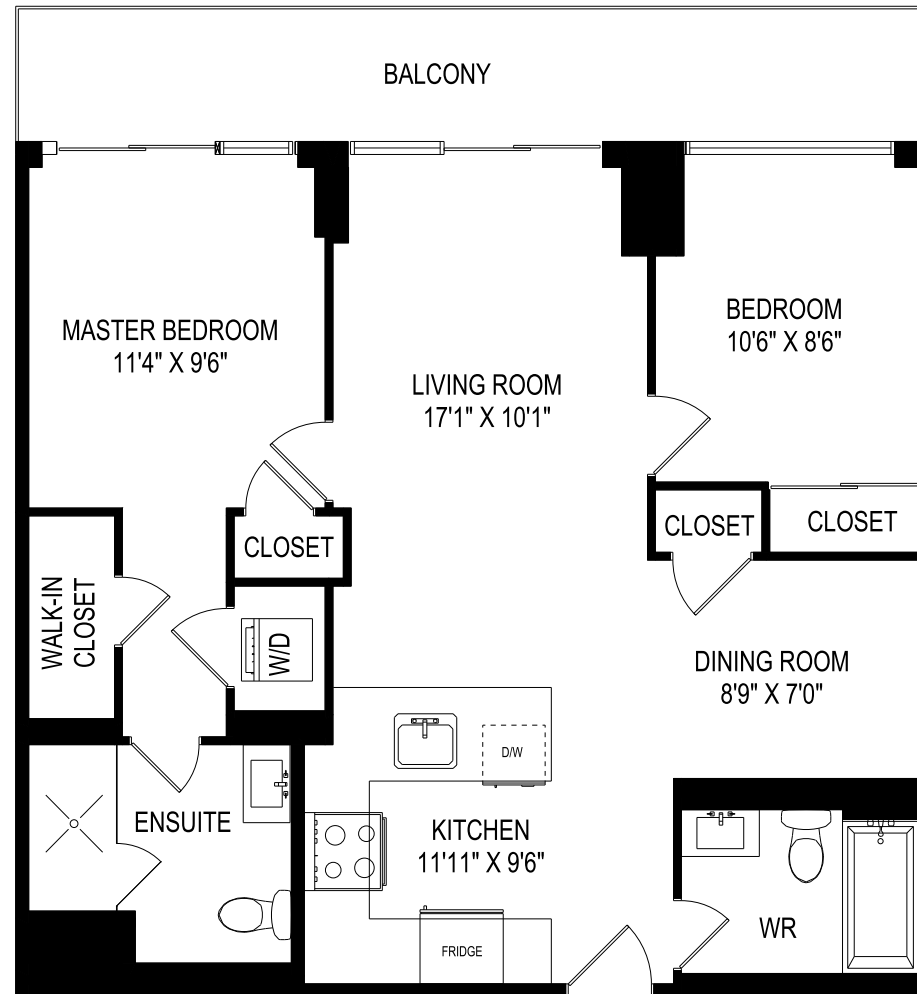 BALCONY
MASTER BEDROOM
11'4" X 9'6"
LIVING ROOM
17'1" X 10'1"
BEDROOM
10'6" X 8'6"
CLOSET
CLOSET
CLOSET
WALK-IN
CLOSET
W/D
DINING ROOM
8'9" X 7'0"
D/W
ENSUITE
KITCHEN
11'11" X 9'6"
WR
FRIDGE